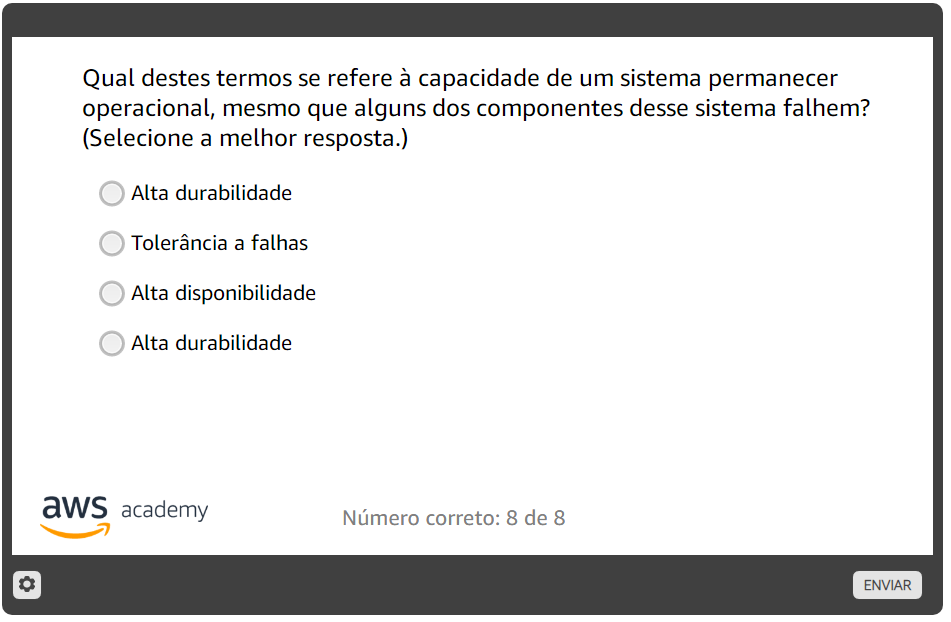 Qual destes termos se refere à capacidade de um sistema permanecer
operacional, mesmo que alguns dos componentes desse sistema falhem?
(Selecione a melhor resposta.)
Alta durabilidade
Tolerância a falhas
Alta disponibilidade
Alta durabilidade
aws academy
Número correto: 8 de 8
ENVIAR